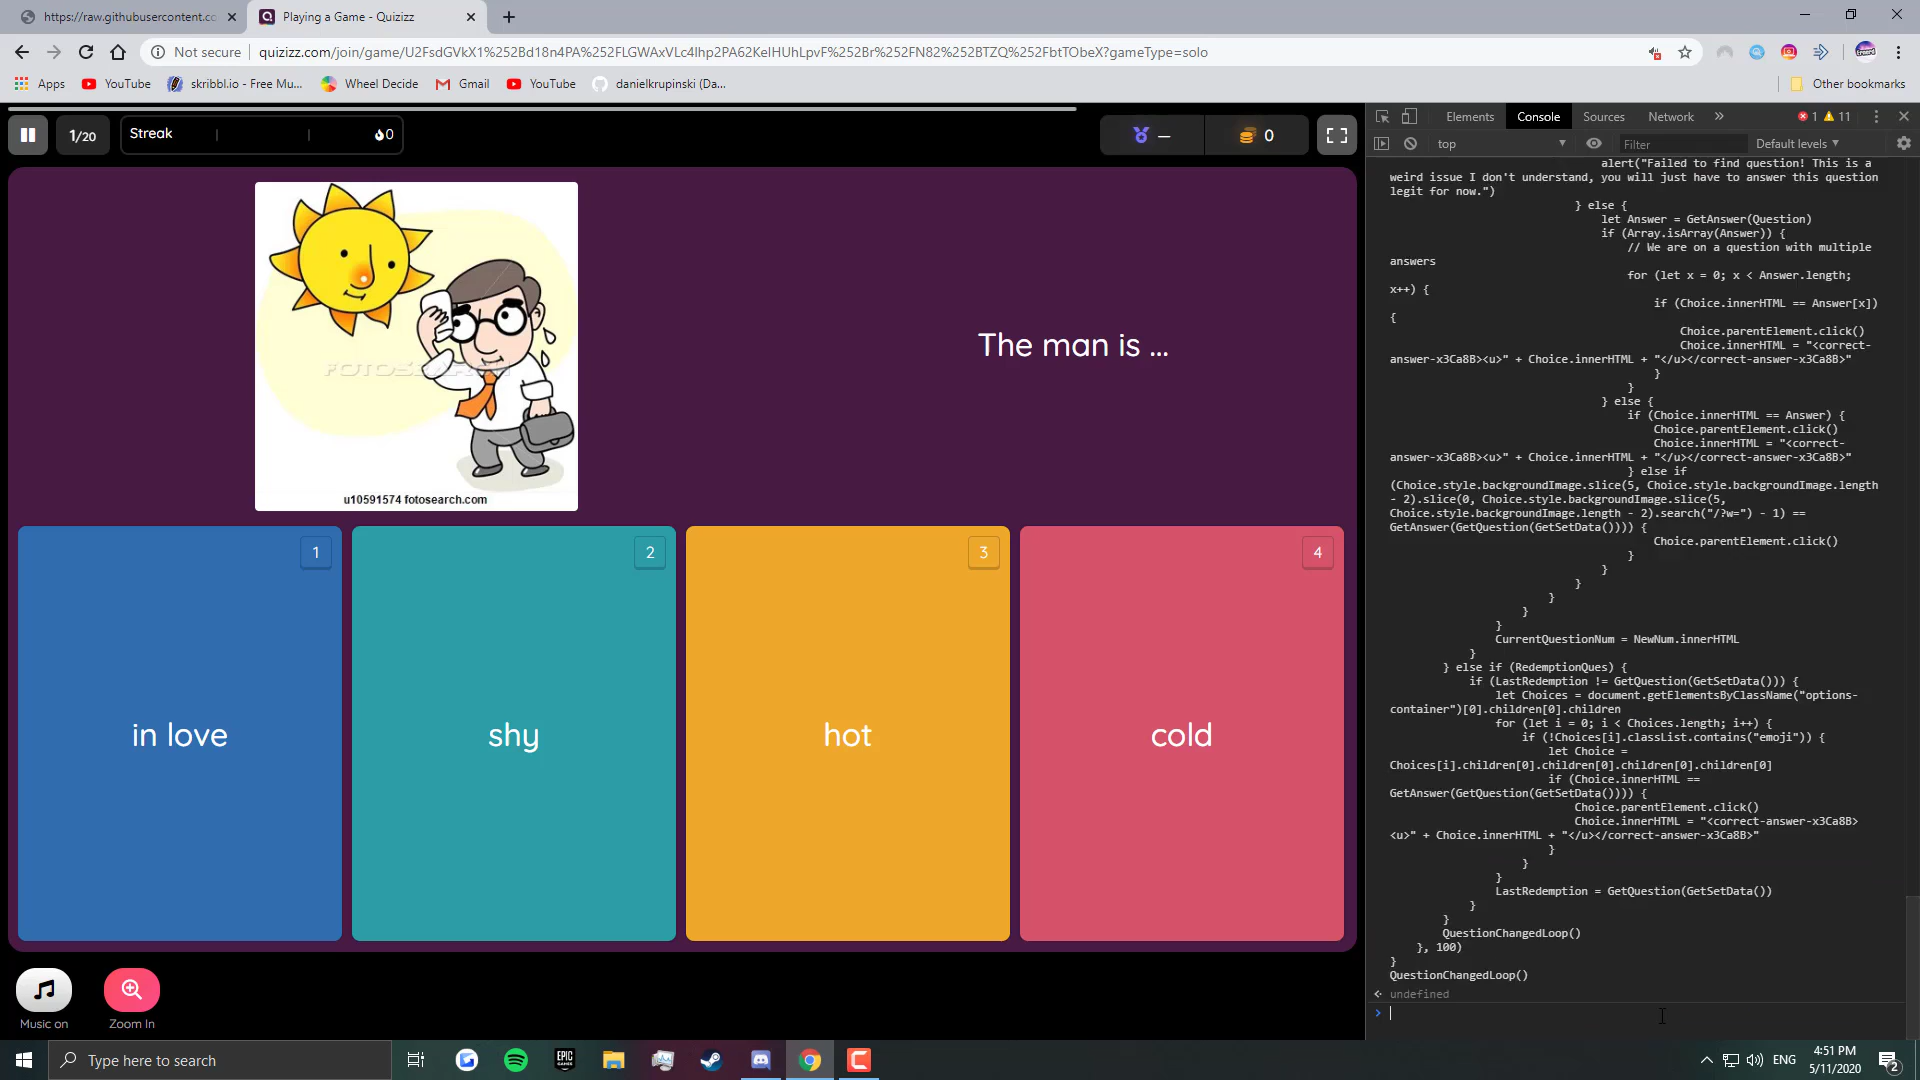 https://raw.githubusercontent.co
Playing a Game - Quizizz
Not secure
quizizz.com/join/game/U2FsdGVkX1%252Bd18n4PA%252FLGWAxVLc4lhp2PA62KelHUhLpvF%252Br%252FN82%252BTZQ%252FbtTObeX?gameType=solo
Apps
YouTube
skribbl.io - Free Mu...
Wheel Decide
Gmail
YouTube
danielkrupinski (Da...
Other bookmarks
1/20
Streak
0
—
0
FOTOSEARCH
u10591574 fotosearch.com
The man is ...
1
in love
2
shy
3
hot
4
cold
Music on
Zoom In
Elements
Console
Sources
Network
»
1
11
top
Filter
Default levels
alert("Failed to find question! This is a
weird issue I don't understand, you will just have to answer this question
legit for now.")
} else {
let Answer = GetAnswer(Question)
if (Array.isArray(Answer)) {
// We are on a question with multiple
answers
for (let x = 0; x < Answer.length;
x++) {
if (Choice.innerHTML == Answer[x])
{
Choice.parentElement.click()
Choice.innerHTML = "<correct-
answer-x3Ca8B><u>" + Choice.innerHTML + "</u></correct-answer-x3Ca8B>"
}
}
} else {
if (Choice.innerHTML == Answer) {
Choice.parentElement.click()
Choice.innerHTML = "<correct-
answer-x3Ca8B><u>" + Choice.innerHTML + "</u></correct-answer-x3Ca8B>"
} else if
(Choice.style.backgroundImage.slice(5, Choice.style.backgroundImage.length
- 2).slice(0, Choice.style.backgroundImage.slice(5,
Choice.style.backgroundImage.length - 2).search("/?w=") - 1) ==
GetAnswer(GetQuestion(GetSetData()))) {
Choice.parentElement.click()
}
}
}
}
}
}
CurrentQuestionNum = NewNum.innerHTML
}
} else if (RedemptionQues) {
if (LastRedemption != GetQuestion(GetSetData())) {
let Choices = document.getElementsByClassName("options-
container")[0].children[0].children
for (let i = 0; i < Choices.length; i++) {
if (!Choices[i].classList.contains("emoji")) {
let Choice =
Choices[i].children[0].children[0].children[0].children[0]
if (Choice.innerHTML ==
GetAnswer(GetQuestion(GetSetData()))) {
Choice.parentElement.click()
Choice.innerHTML = "<correct-answer-x3Ca8B>
<u>" + Choice.innerHTML + "</u></correct-answer-x3Ca8B>"
}
}
}
LastRedemption = GetQuestion(GetSetData())
}
}
QuestionChangedLoop()
}, 100)
}
QuestionChangedLoop()
undefined
Type here to search
EPIC
GAMES
ENG
4:51 PM
5/11/2020
2